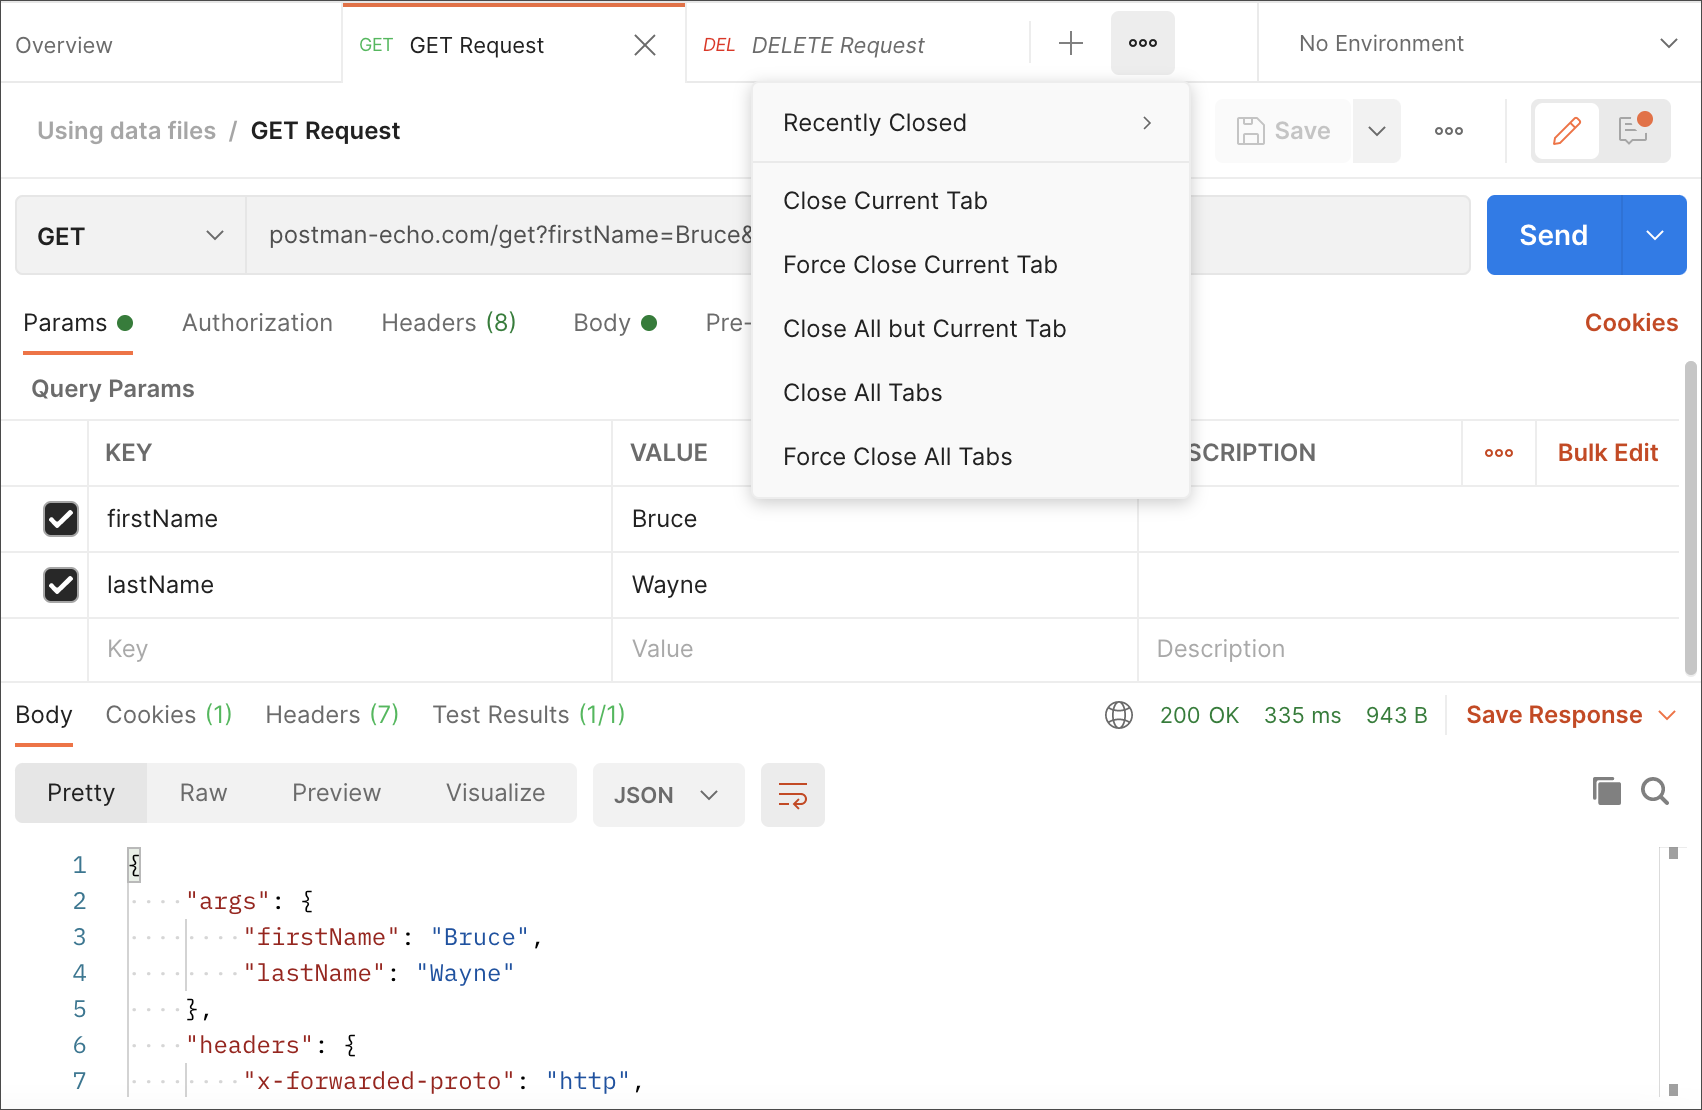 Overview
GET GET Request
DEL DELETE Request
No Environment
Using data files / GET Request
Save
Recently Closed
Close Current Tab
Force Close Current Tab
Close All but Current Tab
Close All Tabs
Force Close All Tabs
GET
postman-echo.com/get?firstName=Bruce&
Send
Params
Authorization
Headers (8)
Body
Pre-
Cookies
Query Params
KEY VALUE SCRIPTION Bulk Edit
firstName Bruce
lastName Wayne
Key Value Description
Body Cookies (1) Headers (7) Test Results (1/1) 200 OK 335 ms 943 B Save Response
Pretty Raw Preview Visualize JSON
1 {
2 "args": {
3 "firstName": "Bruce",
4 "lastName": "Wayne"
5 },
6 "headers": {
7 "x-forwarded-proto": "http",